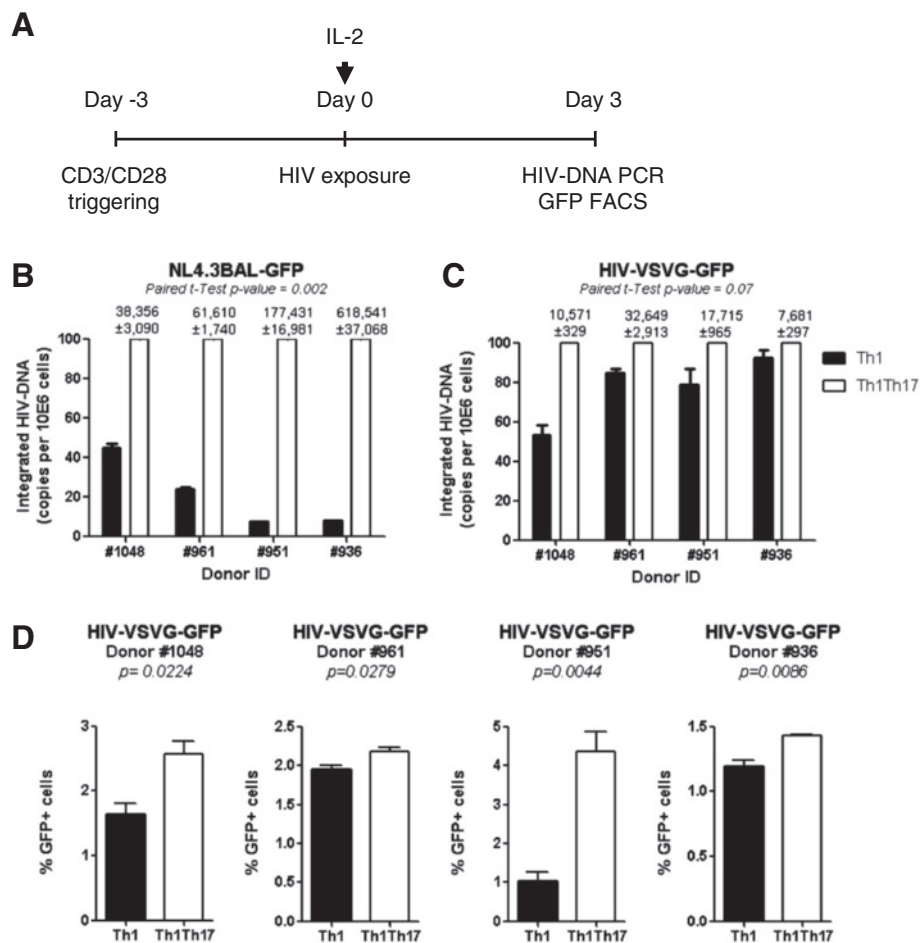 A
IL-2
Day -3
Day 0
Day 3
CD3/CD28
triggering
HIV exposure
HIV-DNA PCR
GFP FACS
B
NL4.3BAL-GFP
Paired t-Test p-value = 0.002
38,356 61,610 177,431 618,541
±3,090 ±1,740 ±16,981 ±37,068
Integrated HIV-DNA
(copies per 10E6 cells)
100
80
60
40
20
0
#1048 #961 #951 #936
Donor ID
C
HIV-VSVG-GFP
Paired t-Test p-value = 0.07
10,571 32,649 17,715 7,681
±329 ±2,913 ±965 ±297
Integrated HIV-DNA
(copies per 10E6 cells)
100
80
60
40
20
0
#1048 #961 #951 #936
Donor ID
Th1
Th1Th17
D
HIV-VSVG-GFP
Donor #1048
p= 0.0224
% GFP+ cells
3
2
1
0
Th1 Th1Th17
HIV-VSVG-GFP
Donor #961
p=0.0279
% GFP+ cells
2.5
2.0
1.5
1.0
0.5
0.0
Th1 Th1Th17
HIV-VSVG-GFP
Donor #951
p=0.0044
% GFP+ cells
5
4
3
2
1
0
Th1 Th1Th17
HIV-VSVG-GFP
Donor #936
p=0.0086
% GFP+ cells
1.5
1.0
0.5
0.0
Th1 Th1Th17